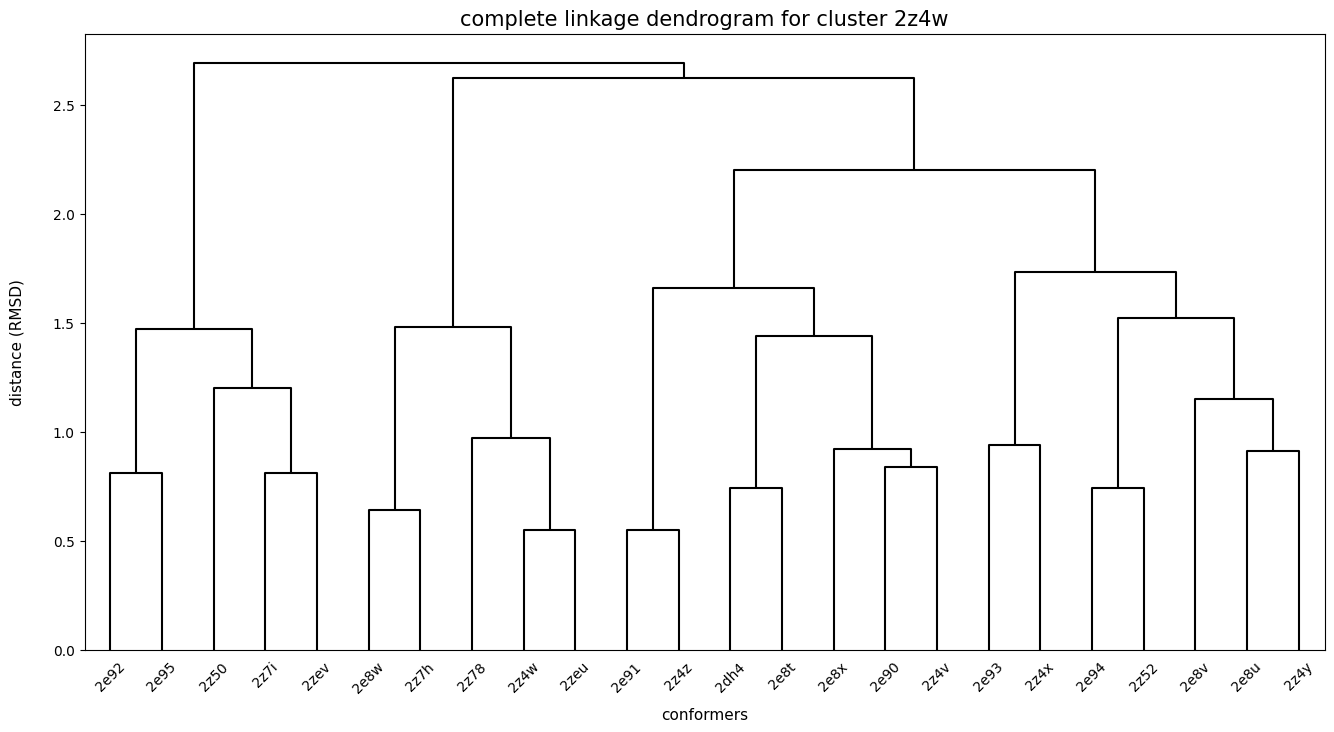 complete linkage dendrogram for cluster 2z4w
distance (RMSD)
2.5
2.0
1.5
1.0
0.5
0.0
2e92 2e95 2z50 2z7i 2zev 2e8w 2z7h 2z78 2z4w 2zeu 2e91 2z4z 2dh4 2e8t 2e8x 2e90 2z4v 2e93 2z4x 2e94 2z52 2e8v 2e8u 2z4y
conformers